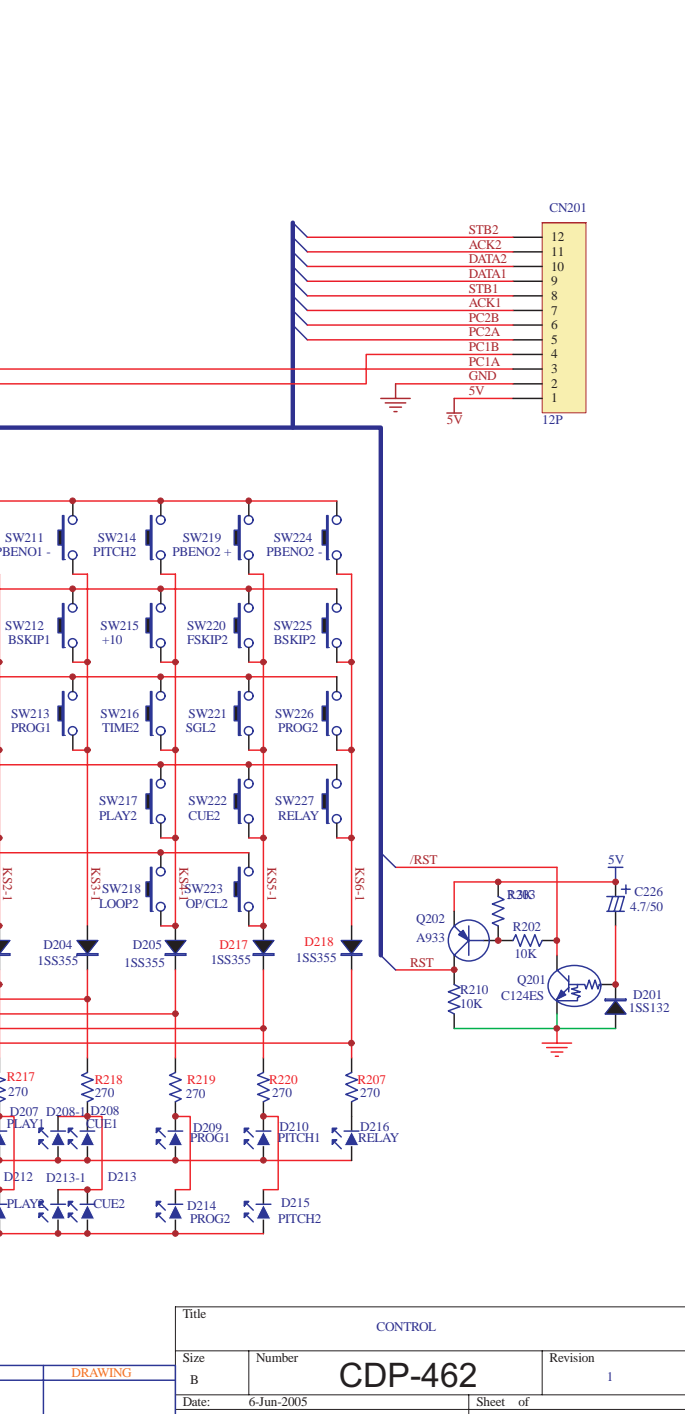 CN201
STB2
12
ACK2
11
DATA2
10
DATA1
9
STB1
8
ACK1
7
PC2B
6
PC2A
5
PC1B
4
PC1A
3
GND
2
5V
1
5V
12P
SW211
PBENO1 -
SW214
PITCH2
SW219
PBENO2 +
SW224
PBENO2 -
SW212
BSKIP1
SW215
+10
SW220
FSKIP2
SW225
BSKIP2
SW213
PROG1
SW216
TIME2
SW221
SGL2
SW226
PROG2
SW217
PLAY2
SW222
CUE2
SW227
RELAY
SW218
LOOP2
SW223
OP/CL2
KS2-1
KS3-1
KS4-1
KS5-1
KS6-1
/RST
5V
+ C226
4.7/50
Q202
A933
R202
10K
RST
R210
10K
Q201
C124ES
D201
1SS132
D204
1SS355
D205
1SS355
D217
1SS355
D218
1SS355
R217
270
R218
270
R219
270
R220
270
R207
270
D207
PLAY1
D208-1
D208
CUE1
D209
PROG1
D210
PITCH1
D216
RELAY
D212
PLAY2
D213-1
D213
CUE2
D214
PROG2
D215
PITCH2
Title
CONTROL
Size
B
Number
CDP-462
Revision
1
DRAWING
Date:
6-Jun-2005
Sheet of